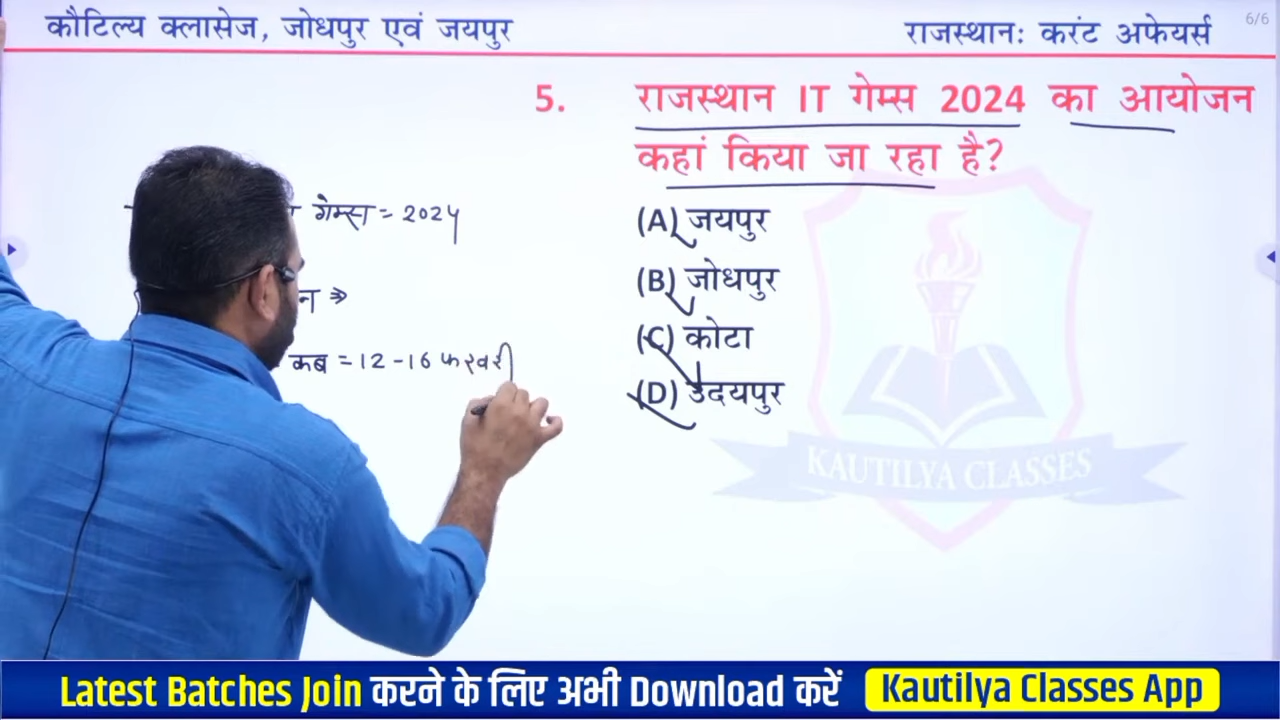 कौटिल्य क्लासेज, जोधपुर एवं जयपुर
राजस्थानः करंट अफेयर्स
6/6
5. राजस्थान IT गेम्स 2024 का आयोजन
कहां किया जा रहा है?
(A) जयपुर
(B) जोधपुर
(C) कोटा
(D) उदयपुर
गेम्स = 2024
न
कब = 12-16 फरवरी
KAUTILYA CLASSES
Latest Batches Join करने के लिए अभी Download करें
Kautilya Classes App